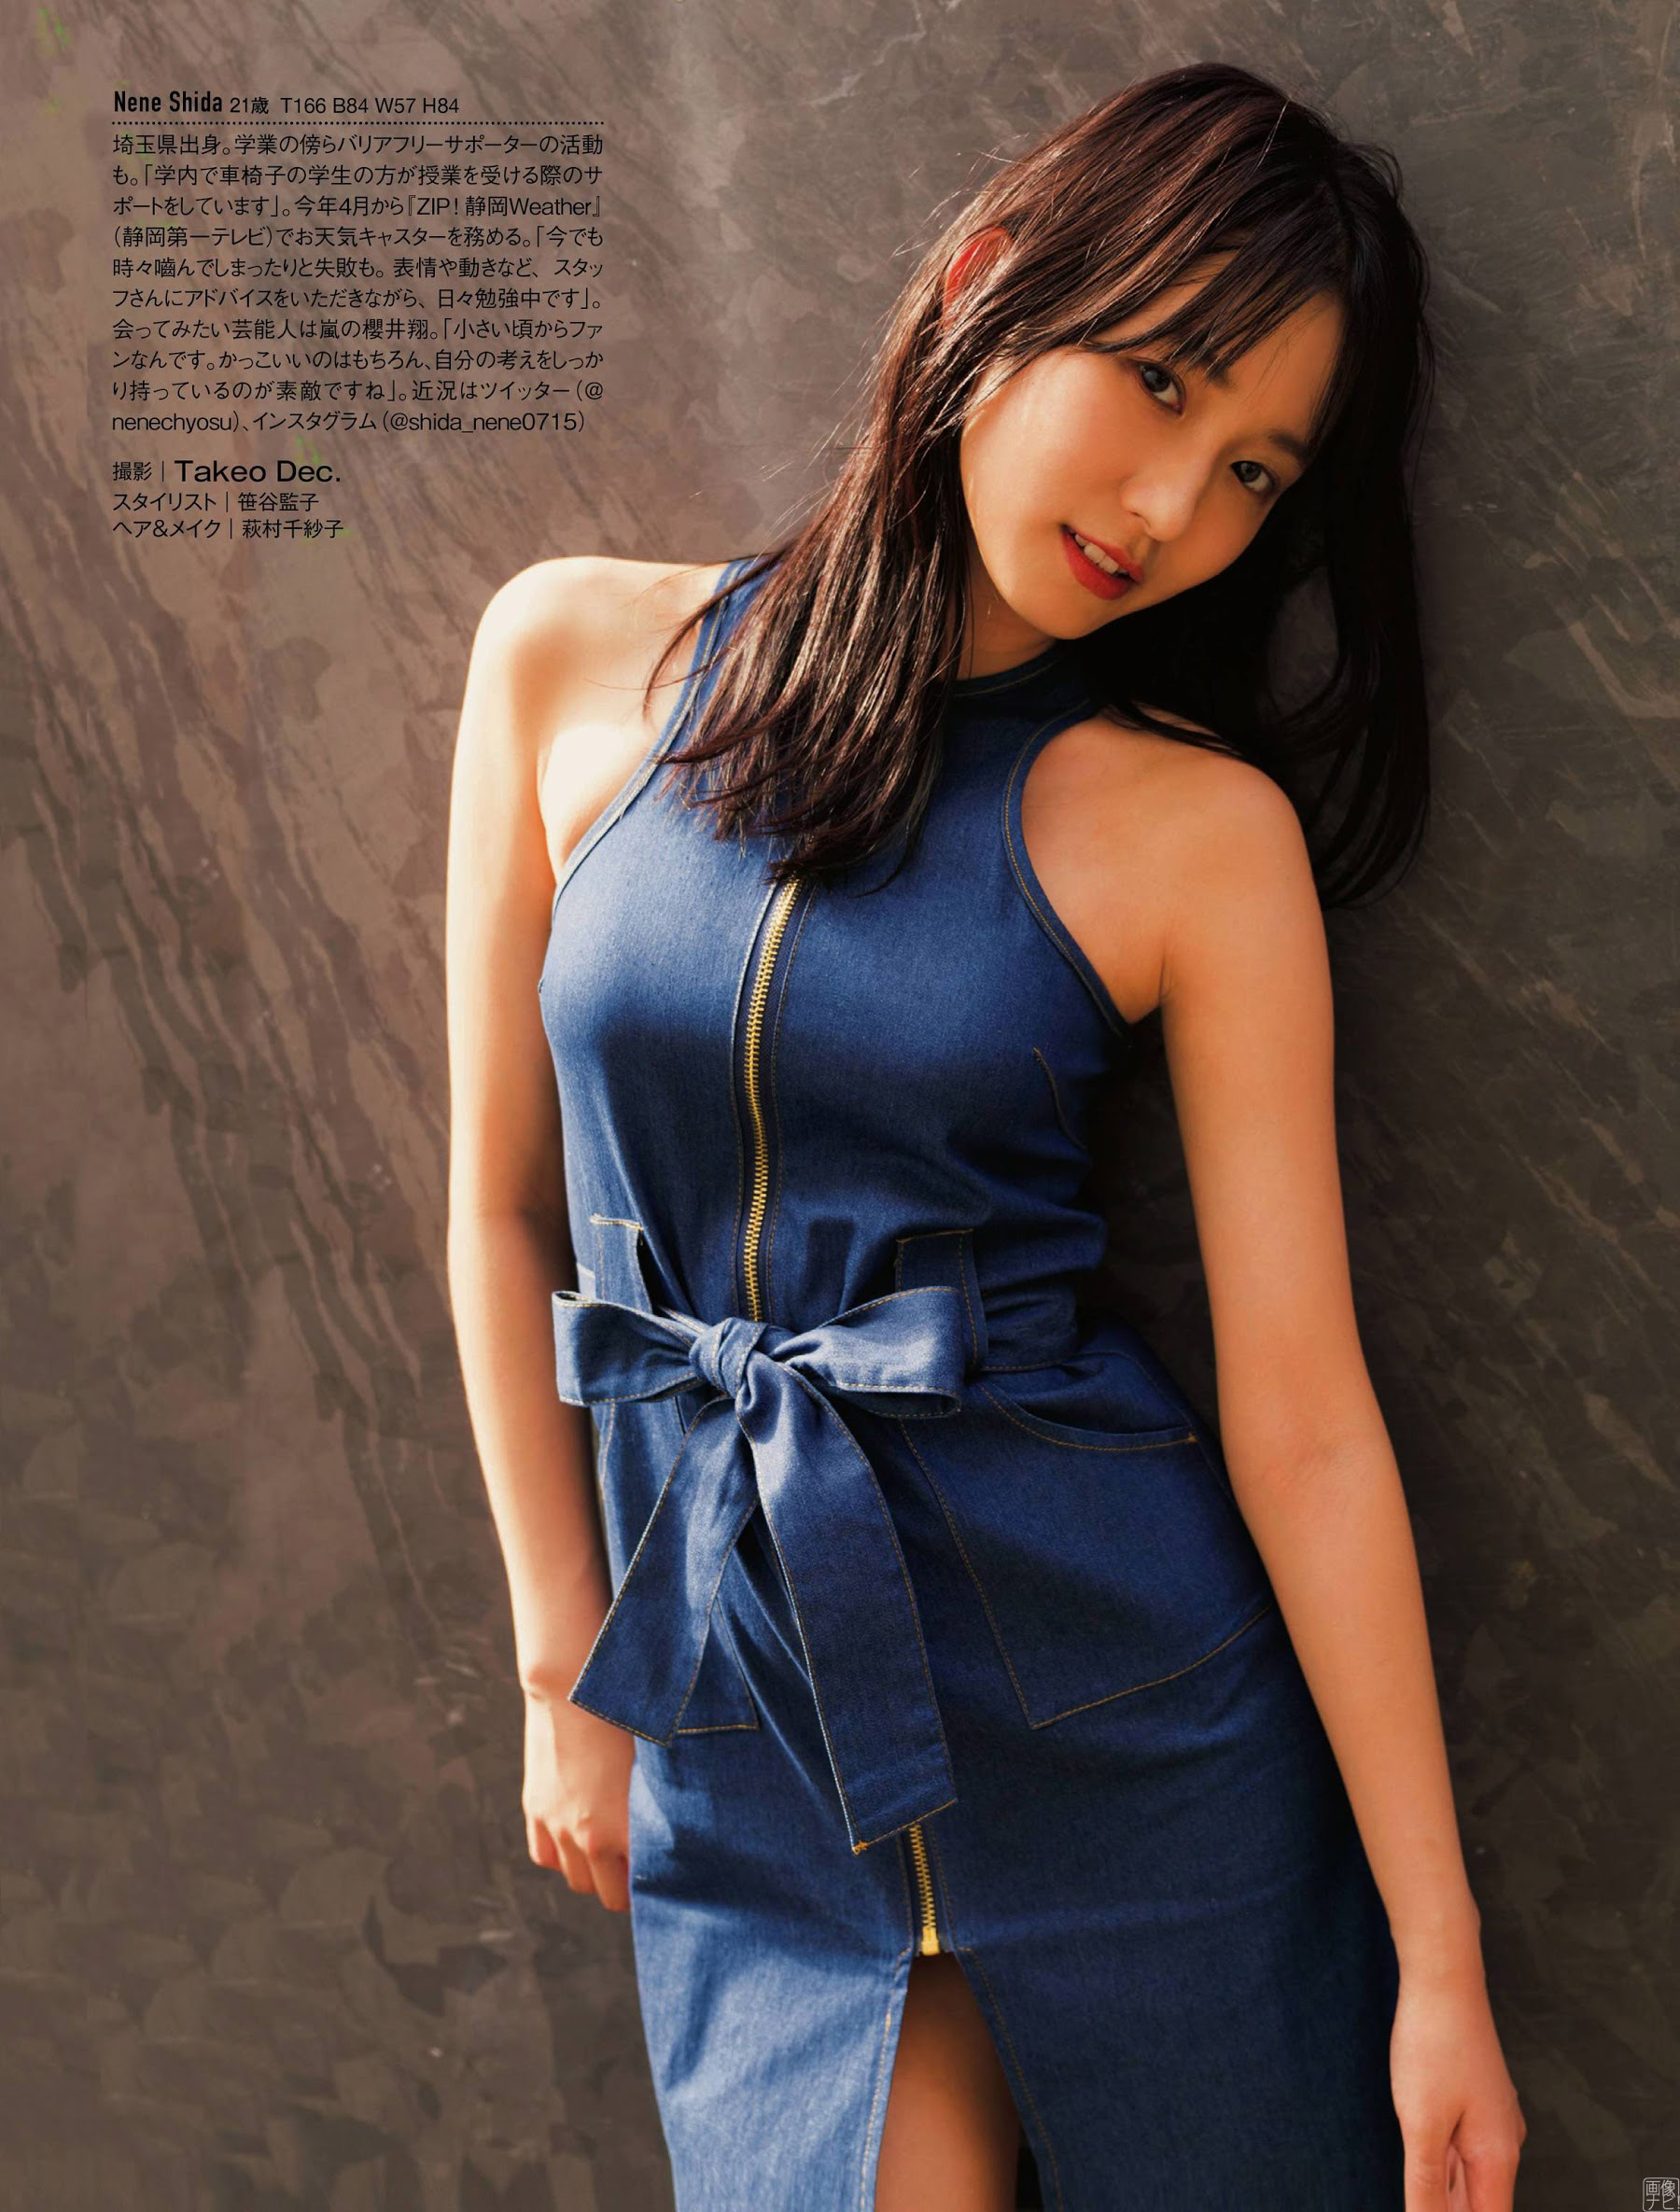 Nene Shida 21歳 T166 B84 W57 H84
埼玉県出身。学業の傍らバリアフリーサポーターの活動
も。「学内で車椅子の学生の方が授業を受ける際のサ
ポートをしています」。今年4月から『ZIP! 静岡Weather』
（静岡第一テレビ）でお天気キャスターを務める。「今でも
時々嚙んでしまったりと失敗も。表情や動きなど、スタッ
フさんにアドバイスをいただきながら、日々勉強中です」。
会ってみたい芸能人は嵐の櫻井翔。「小さい頃からファ
ンなんです。かっこいいのはもちろん、自分の考えをしっか
り持っているのが素敵ですね」。近況はツイッター（@
nenechyosu）、インスタグラム（@shida_nene0715）
撮影｜Takeo Dec.
スタイリスト｜笹谷監子
ヘア&メイク｜萩村千紗子
画像
ナビ